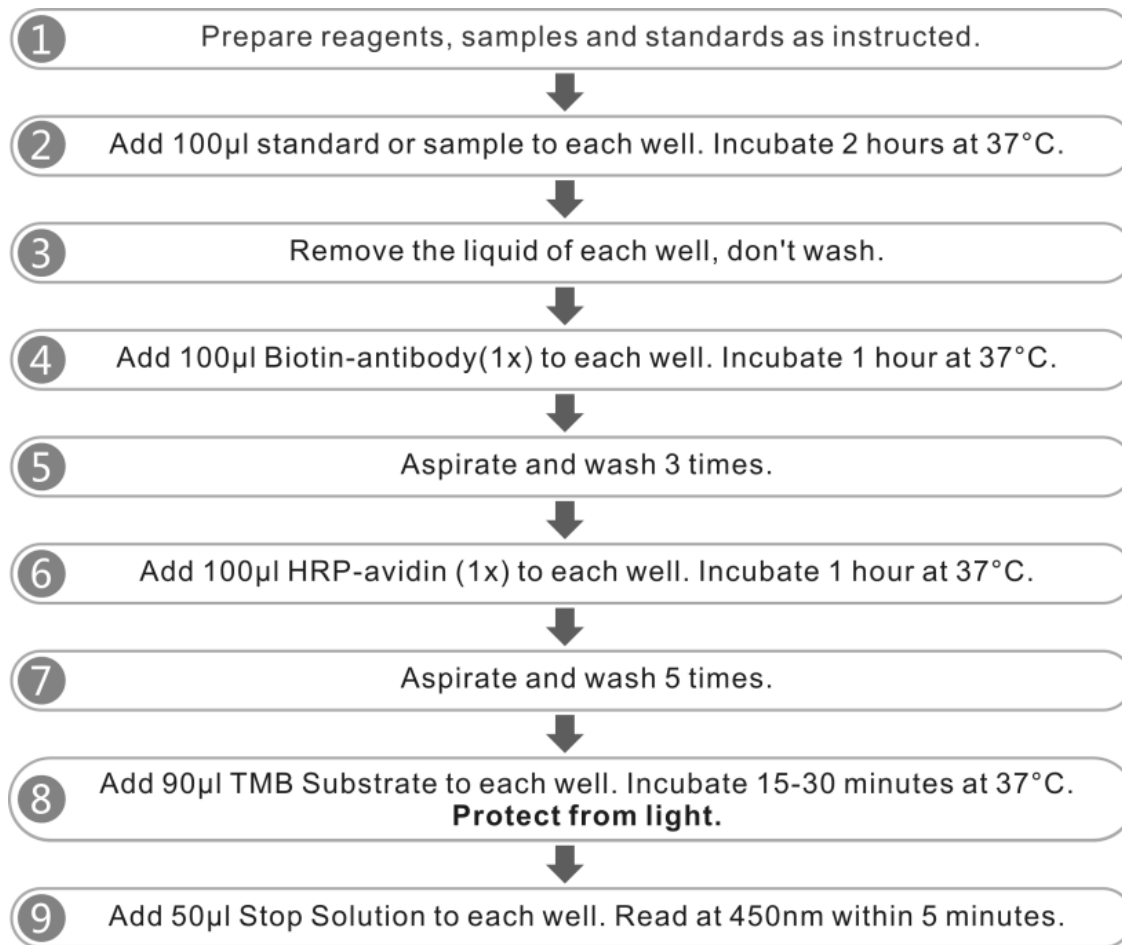 1 Prepare reagents, samples and standards as instructed.
2 Add 100µl standard or sample to each well. Incubate 2 hours at 37°C.
3 Remove the liquid of each well, don't wash.
4 Add 100µl Biotin-antibody(1x) to each well. Incubate 1 hour at 37°C.
5 Aspirate and wash 3 times.
6 Add 100µl HRP-avidin (1x) to each well. Incubate 1 hour at 37°C.
7 Aspirate and wash 5 times.
8 Add 90µl TMB Substrate to each well. Incubate 15-30 minutes at 37°C.
Protect from light.
9 Add 50µl Stop Solution to each well. Read at 450nm within 5 minutes.